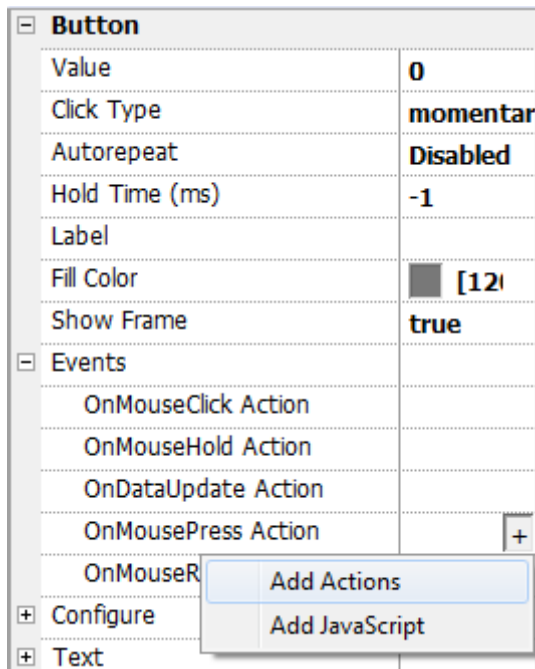 Button
Value 0
Click Type momentar
Autorepeat Disabled
Hold Time (ms) -1
Label
Fill Color [12
Show Frame true
Events
OnMouseClick Action
OnMouseHold Action
OnDataUpdate Action
OnMousePress Action +
OnMouseR
Add Actions
Configure
Add JavaScript
Text